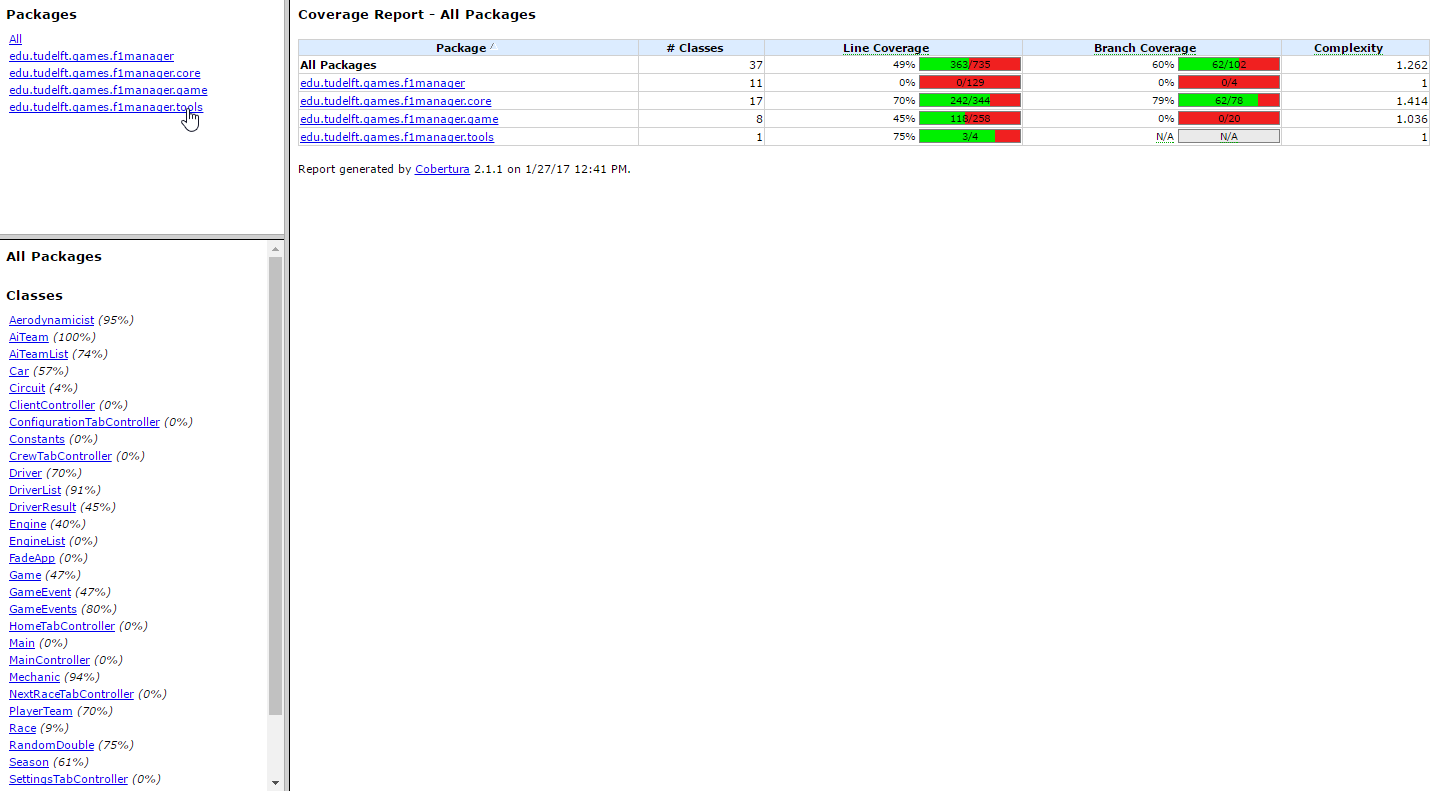 Packages
All
edu.tudelft.games.f1manager
edu.tudelft.games.f1manager.core
edu.tudelft.games.f1manager.game
edu.tudelft.games.f1manager.tools
All Packages
Classes
Aerodynamicist (95%)
AiTeam (100%)
AiTeamList (74%)
Car (57%)
Circuit (4%)
ClientController (0%)
ConfigurationTabController (0%)
Constants (0%)
CrewTabController (0%)
Driver (70%)
DriverList (91%)
DriverResult (45%)
Engine (40%)
EngineList (0%)
FadeApp (0%)
Game (47%)
GameEvent (47%)
GameEvents (80%)
HomeTabController (0%)
Main (0%)
MainController (0%)
Mechanic (94%)
NextRaceTabController (0%)
PlayerTeam (70%)
Race (9%)
RandomDouble (75%)
Season (61%)
SettingsTabController (0%)
Coverage Report - All Packages
Package # Classes Line Coverage Branch Coverage Complexity
All Packages 37 49% 363/735 60% 62/102 1.262
edu.tudelft.games.f1manager 11 0% 0/129 0% 0/4 1
edu.tudelft.games.f1manager.core 17 70% 242/344 79% 62/78 1.414
edu.tudelft.games.f1manager.game 8 45% 118/258 0% 0/20 1.036
edu.tudelft.games.f1manager.tools 1 75% 3/4 N/A N/A 1
Report generated by Cobertura 2.1.1 on 1/27/17 12:41 PM.